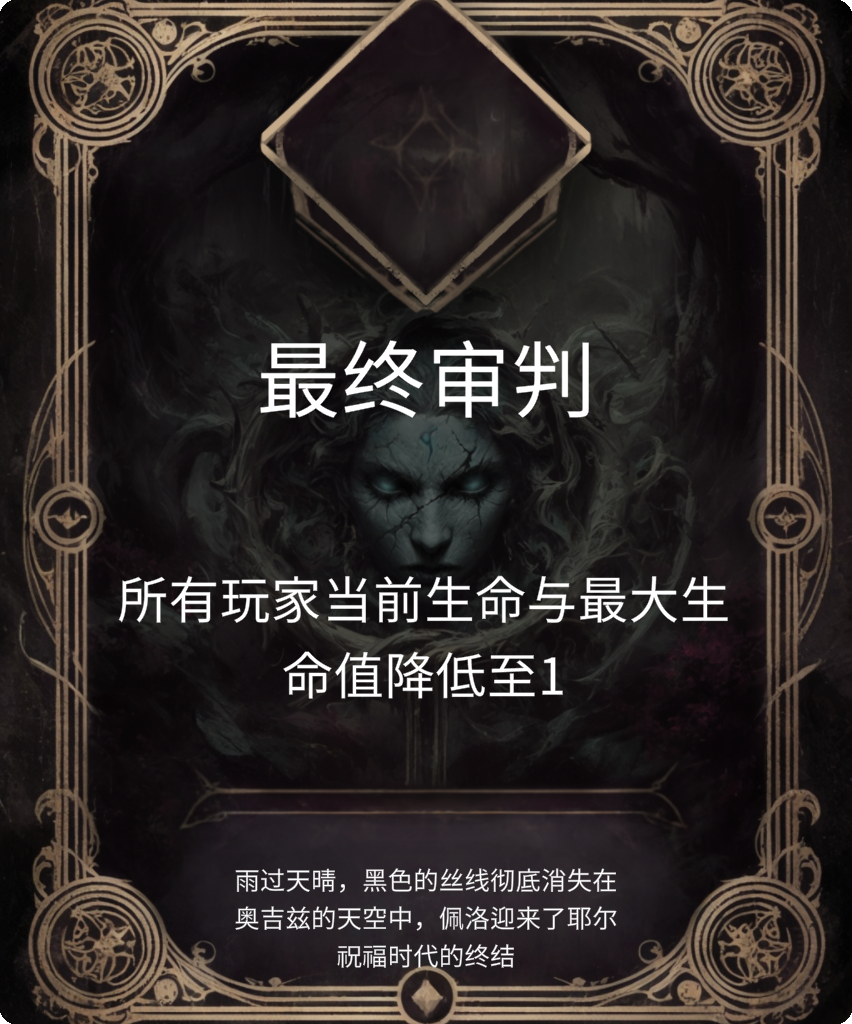 最终审判
所有玩家当前生命与最大生
命值降低至1
雨过天晴，黑色的丝线彻底消失在
奥吉兹的天空中，佩洛迎来了耶尔
祝福时代的终结